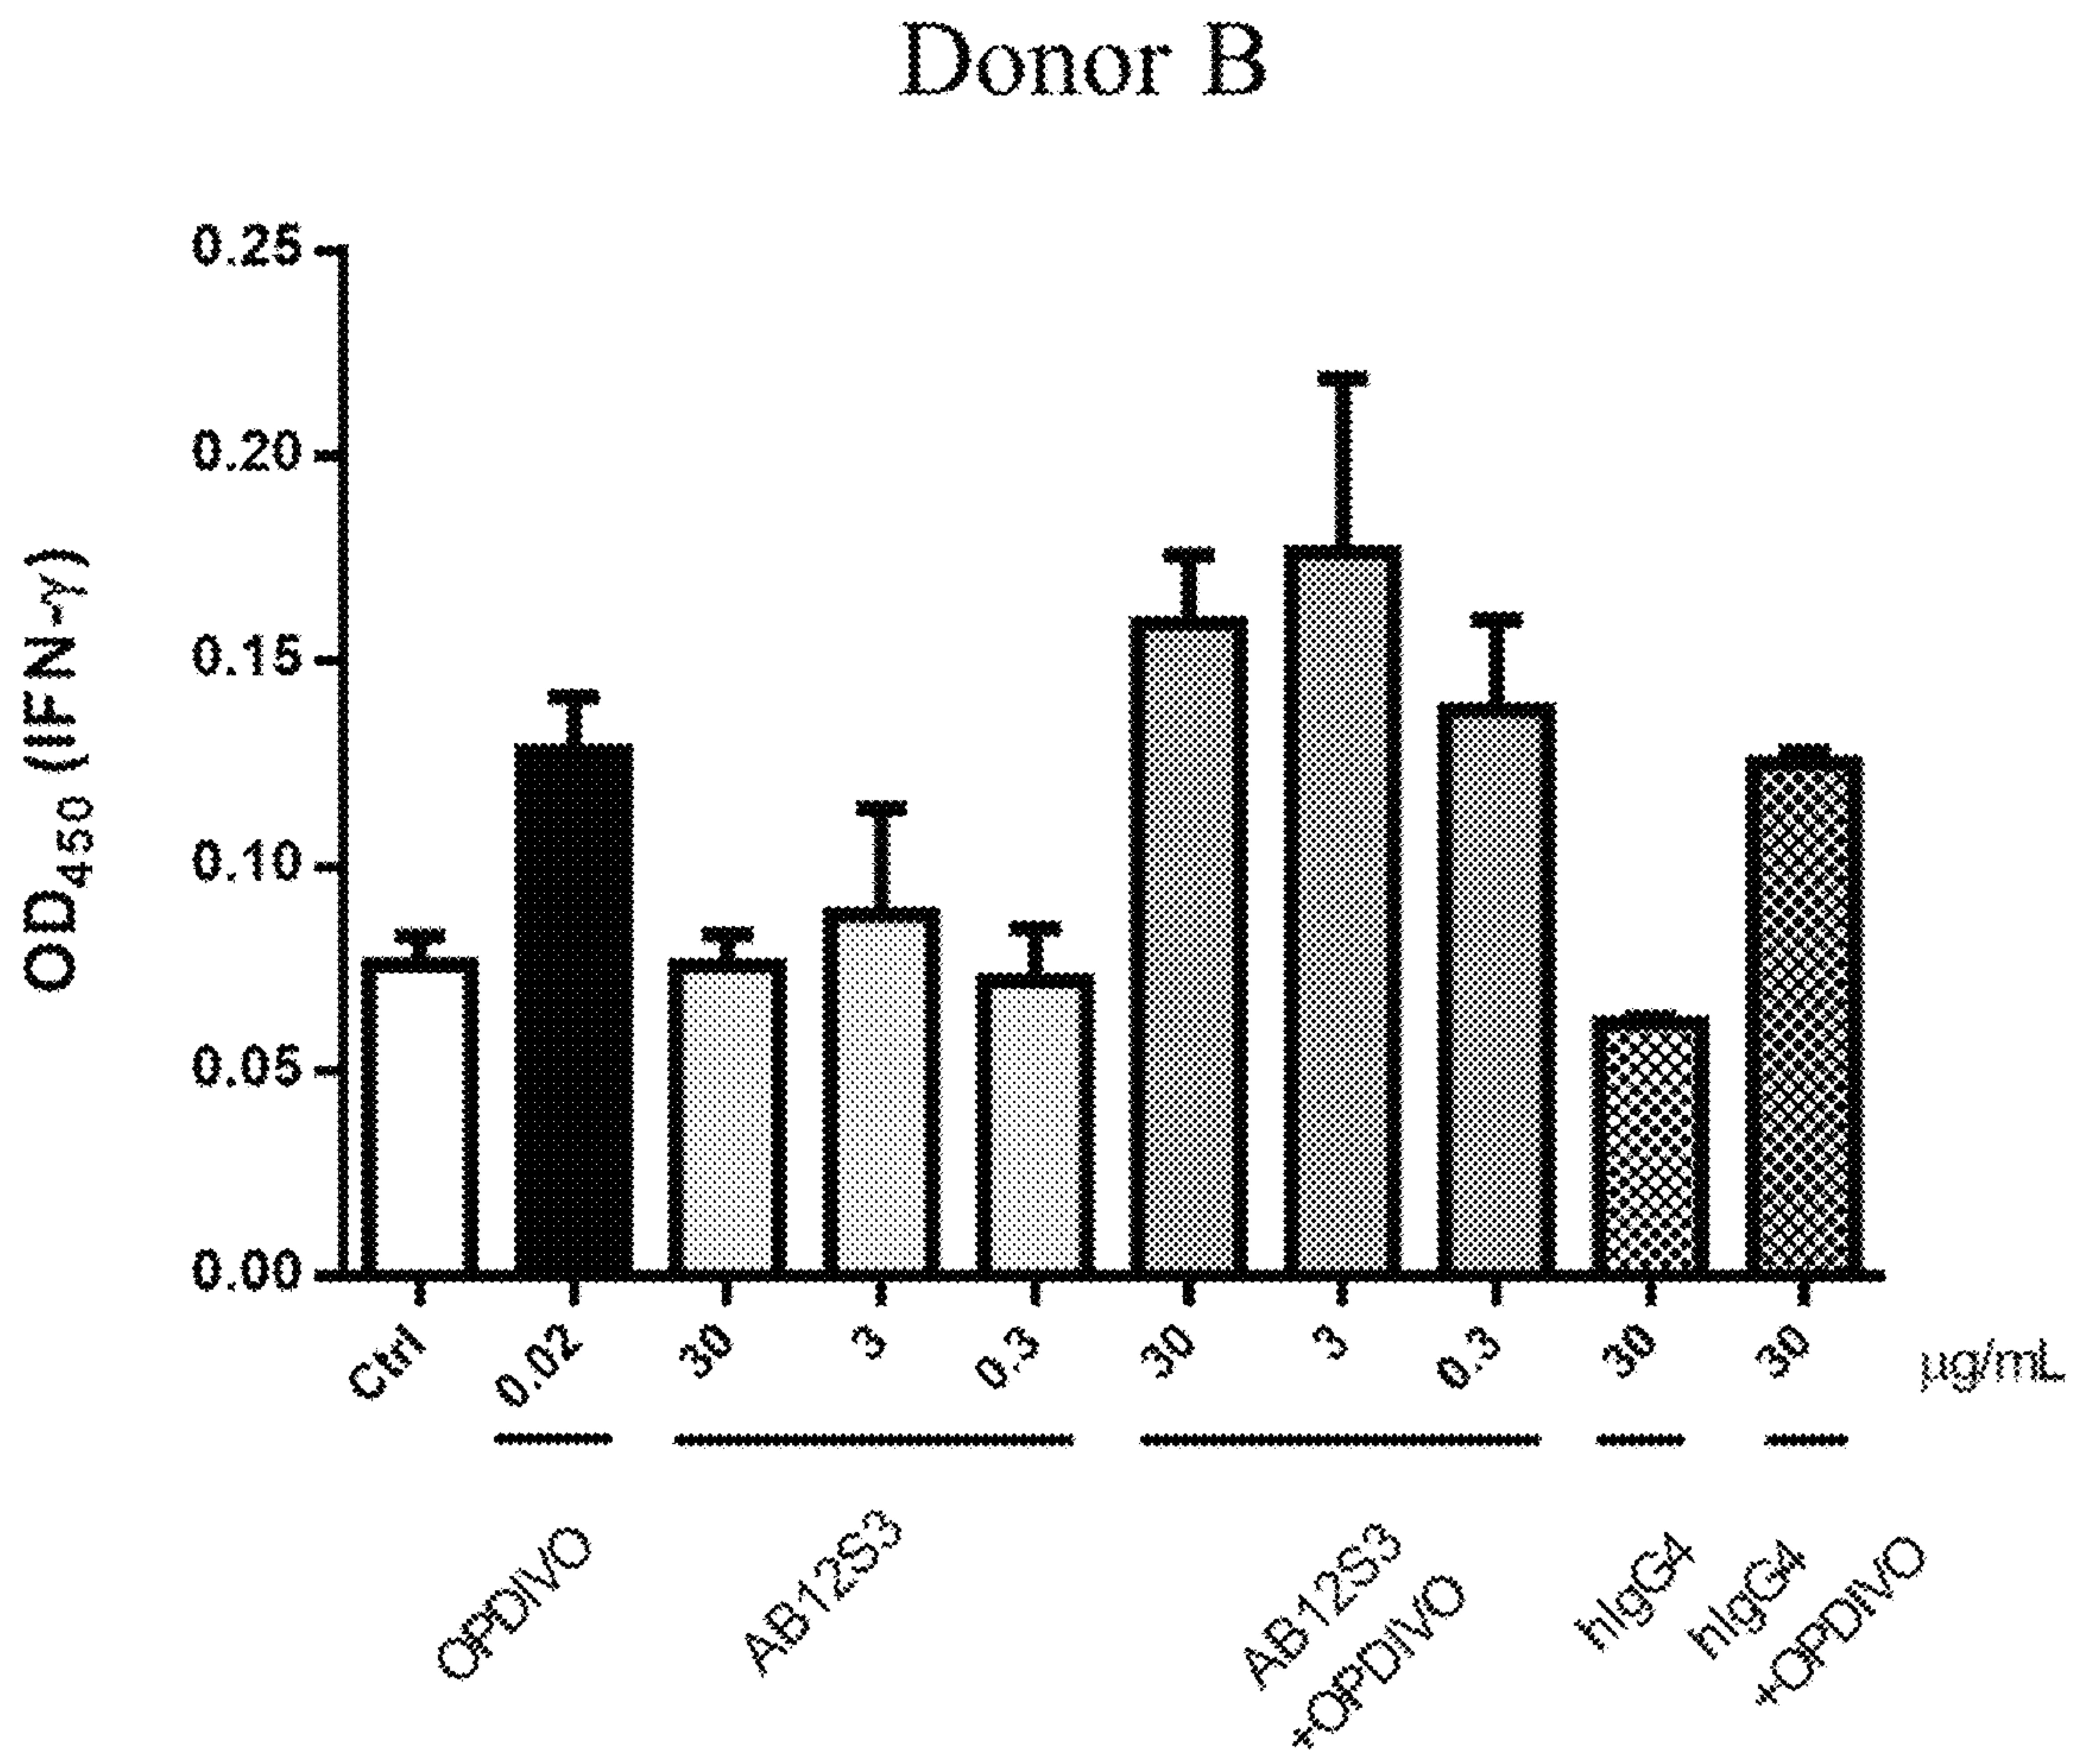 Donor B
OD450 (IFN-γ)
0.25
0.20
0.15
0.10
0.05
0.00
Ctrl 0.02 30 3 0.3 30 3 0.3 30 30 µg/mL
OPDIVO
AB12S3
AB12S3
+OPDIVO
hIgG4
hIgG4
+OPDIVO